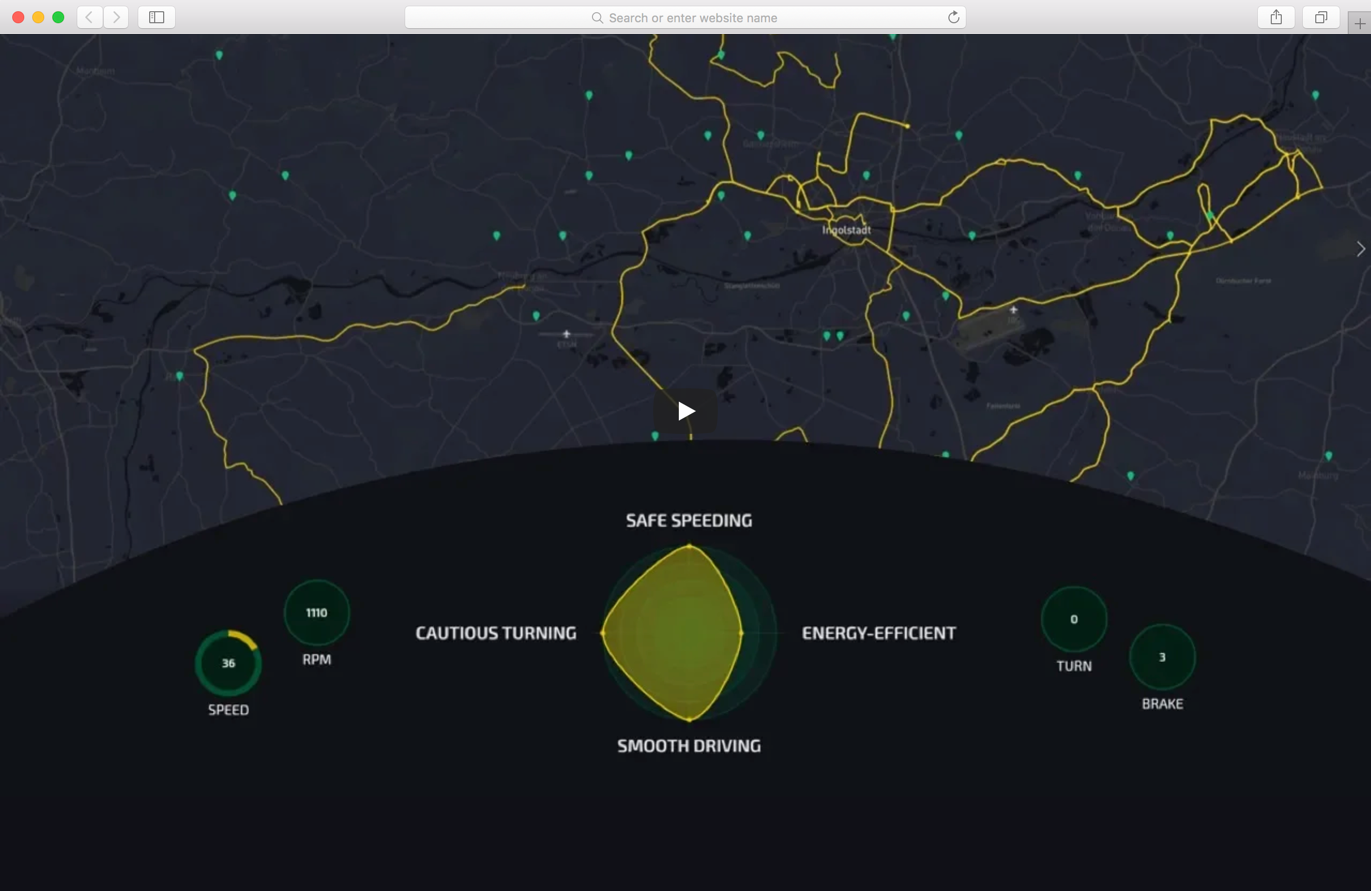 Search or enter website name
Ingolstadt
SAFE SPEEDING
CAUTIOUS TURNING
ENERGY-EFFICIENT
SMOOTH DRIVING
1110
RPM
36
SPEED
0
TURN
3
BRAKE